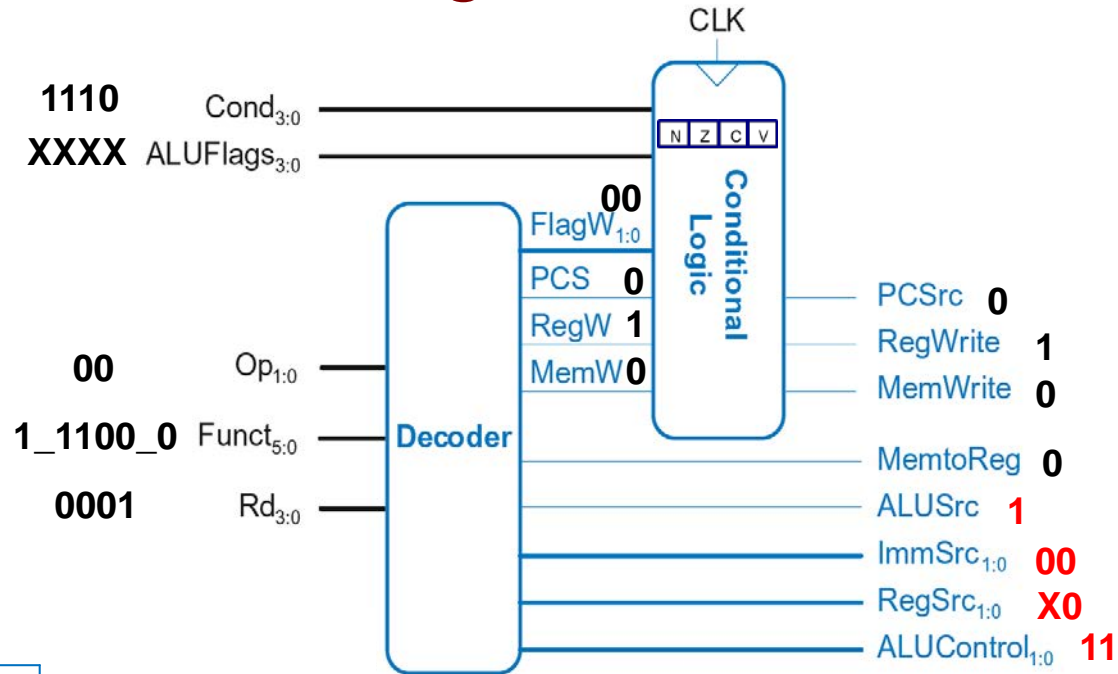 CLK
1110 Cond3:0
XXXX ALUFlags3:0
N Z C V
Conditional
Logic
00
FlagW1:0
PCS 0
RegW 1
MemW 0
PCSrc 0
RegWrite 1
MemWrite 0
00 Op1:0
1_1100_0 Funct5:0
0001 Rd3:0
Decoder
MemtoReg 0
ALUSrc 1
ImmSrc1:0 00
RegSrc1:0 X0
ALUControl1:0 11